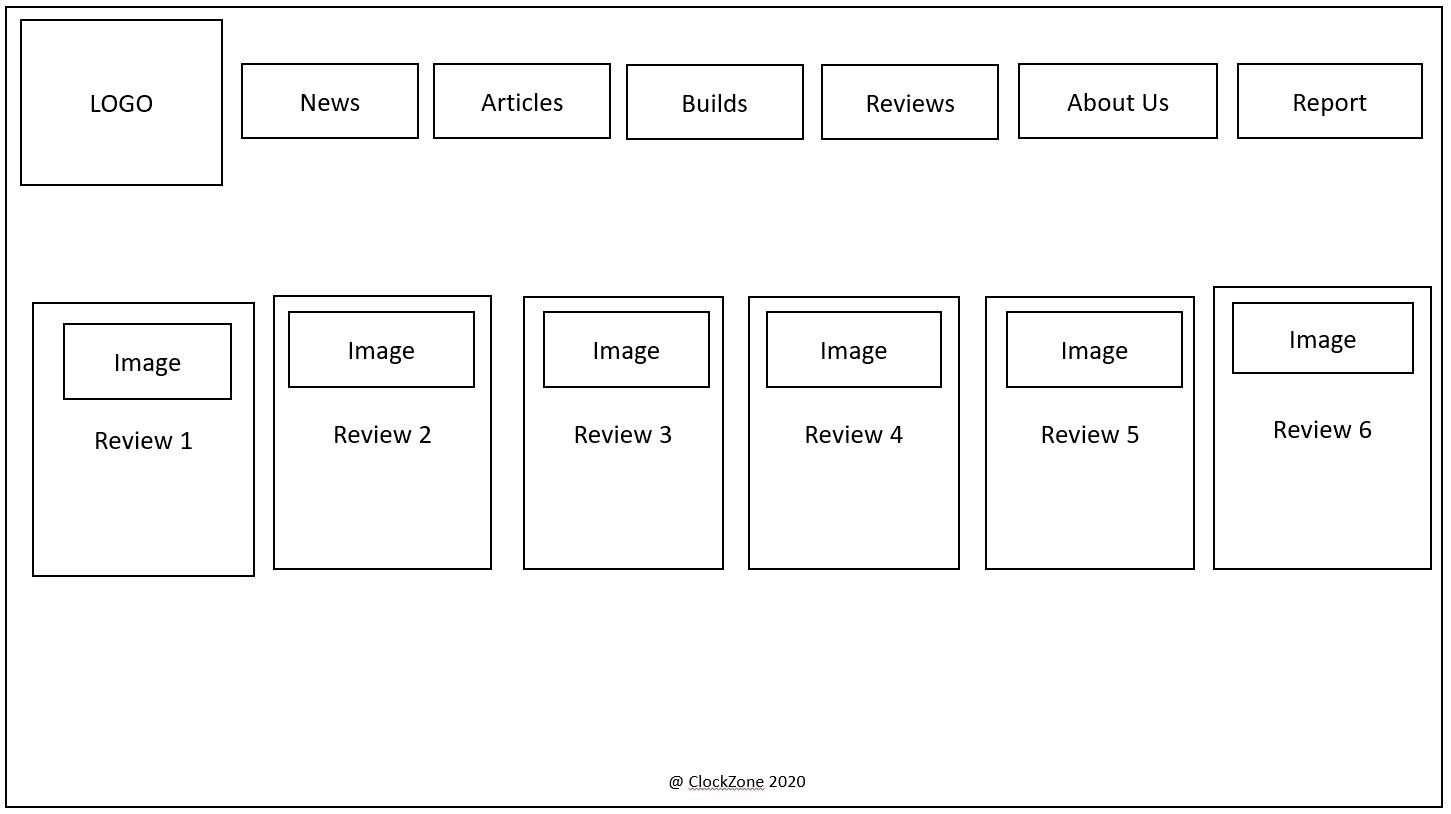 LOGO
News
Articles
Builds
Reviews
About Us
Report
Image
Review 1
Image
Review 2
Image
Review 3
Image
Review 4
Image
Review 5
Image
Review 6
@ ClockZone 2020